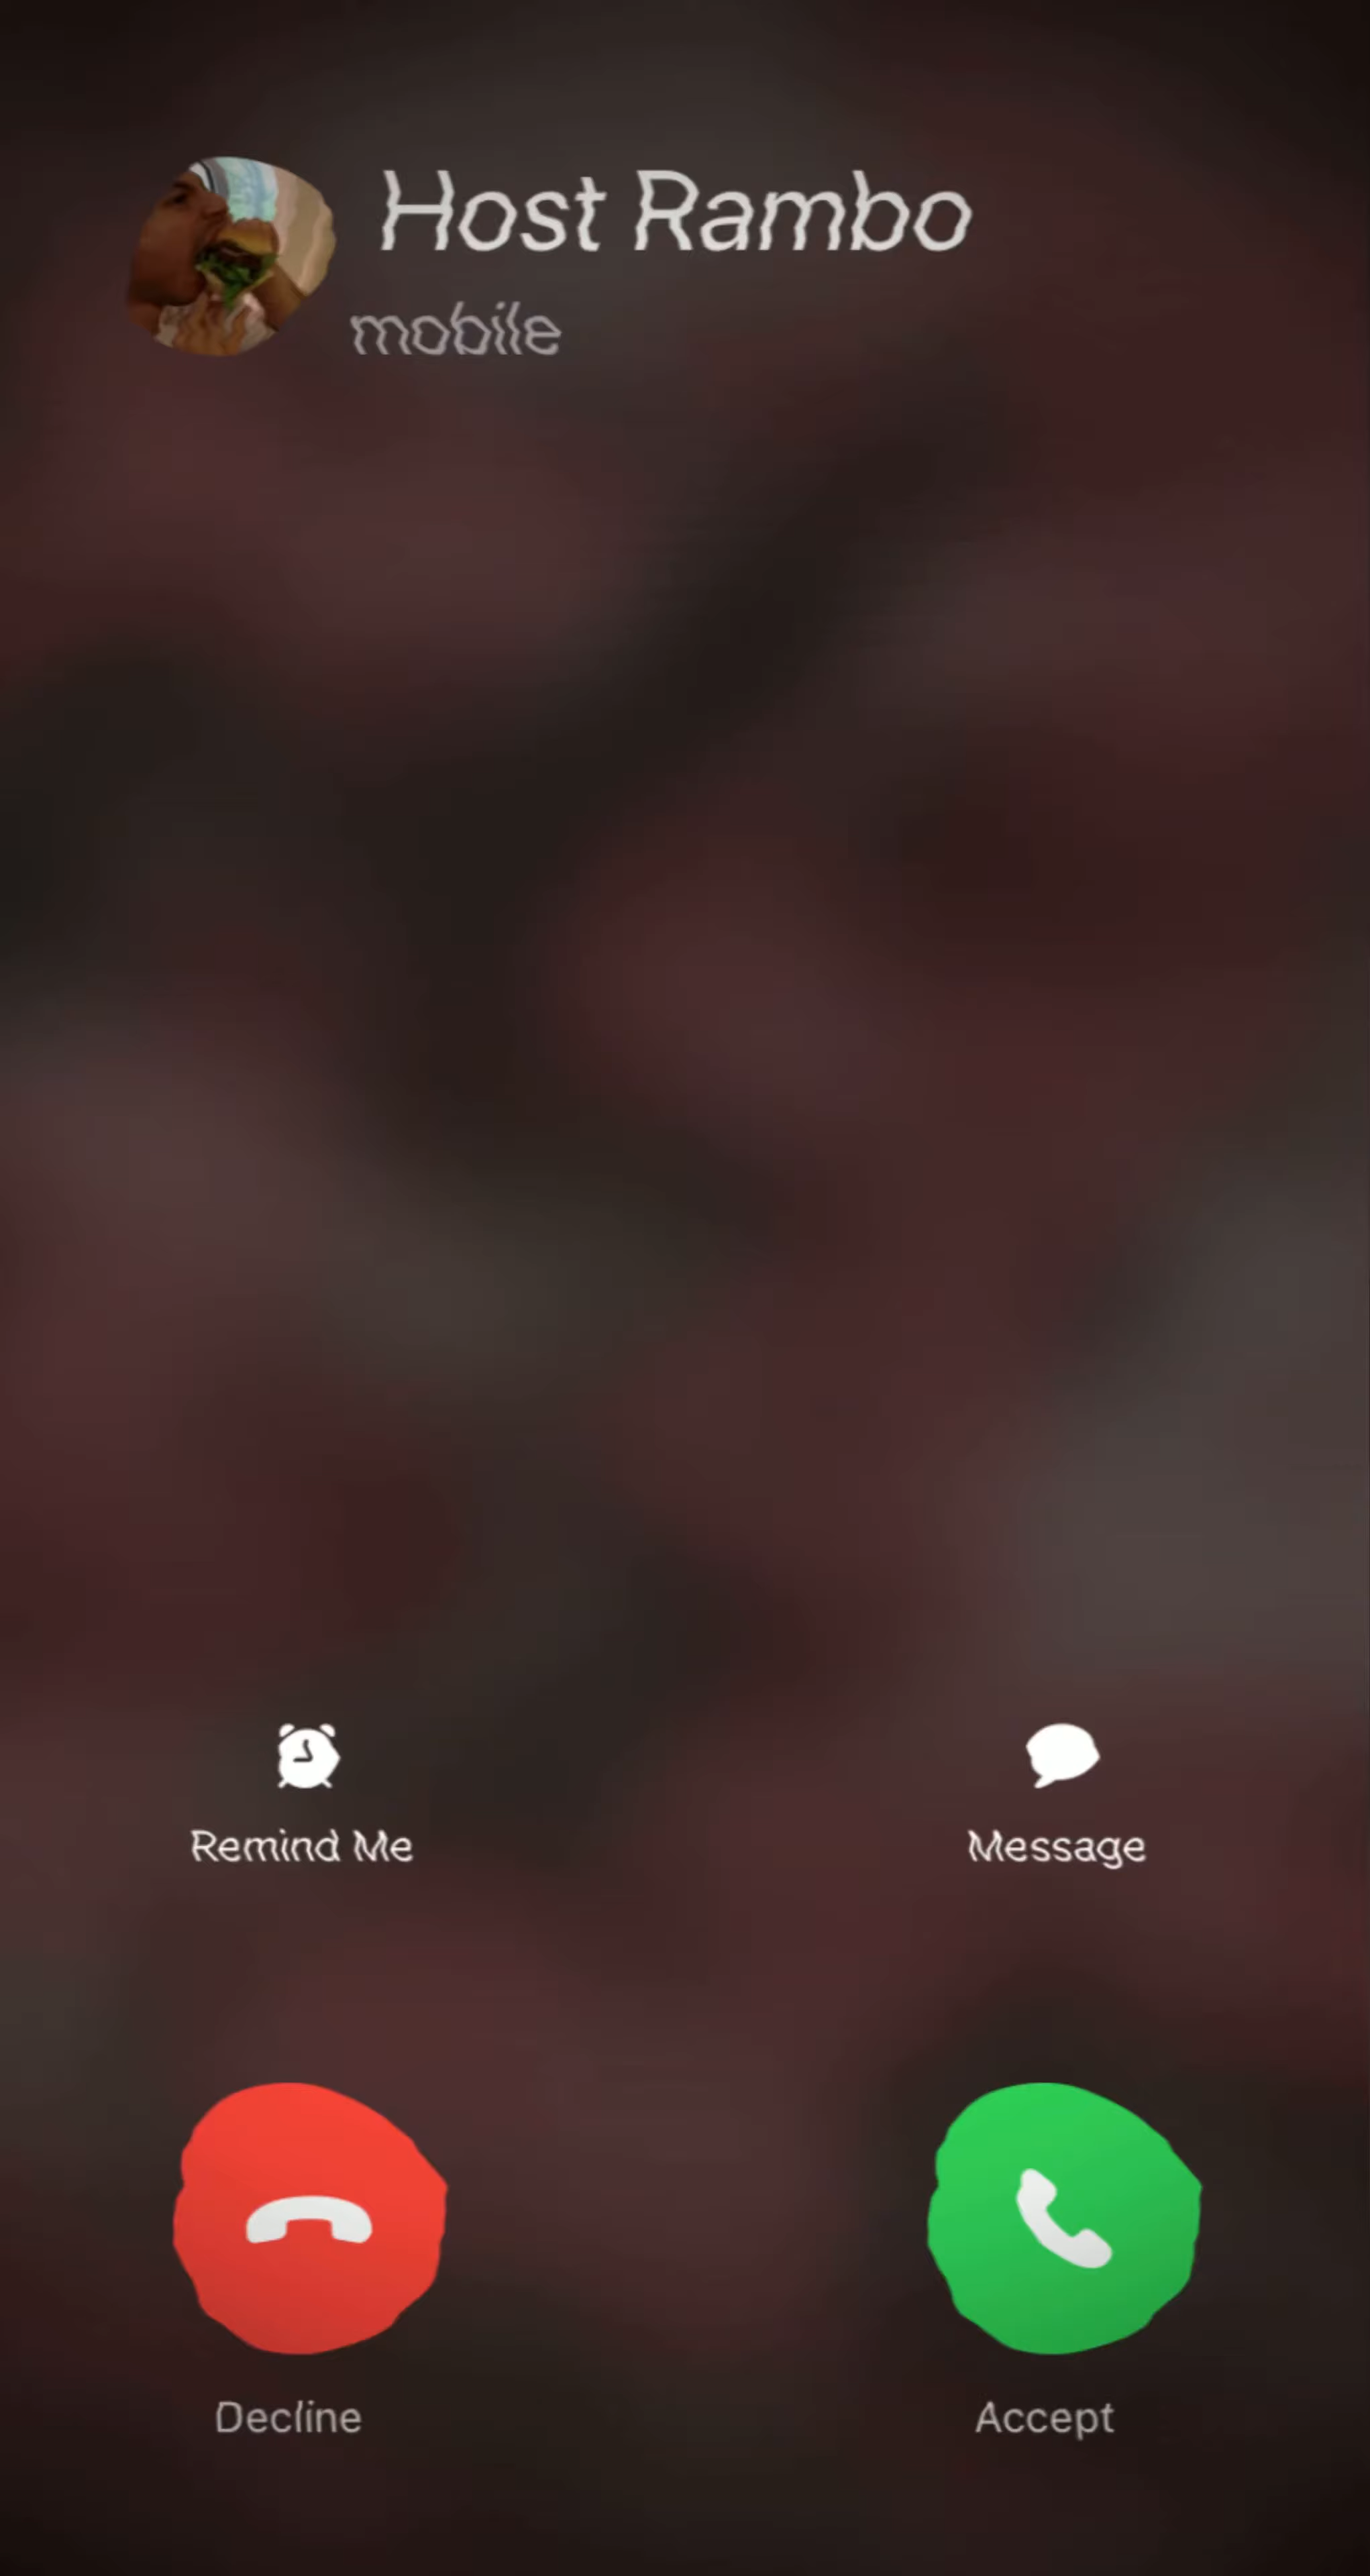 Host Rambo
mobile
Remind Me
Message
Decline
Accept